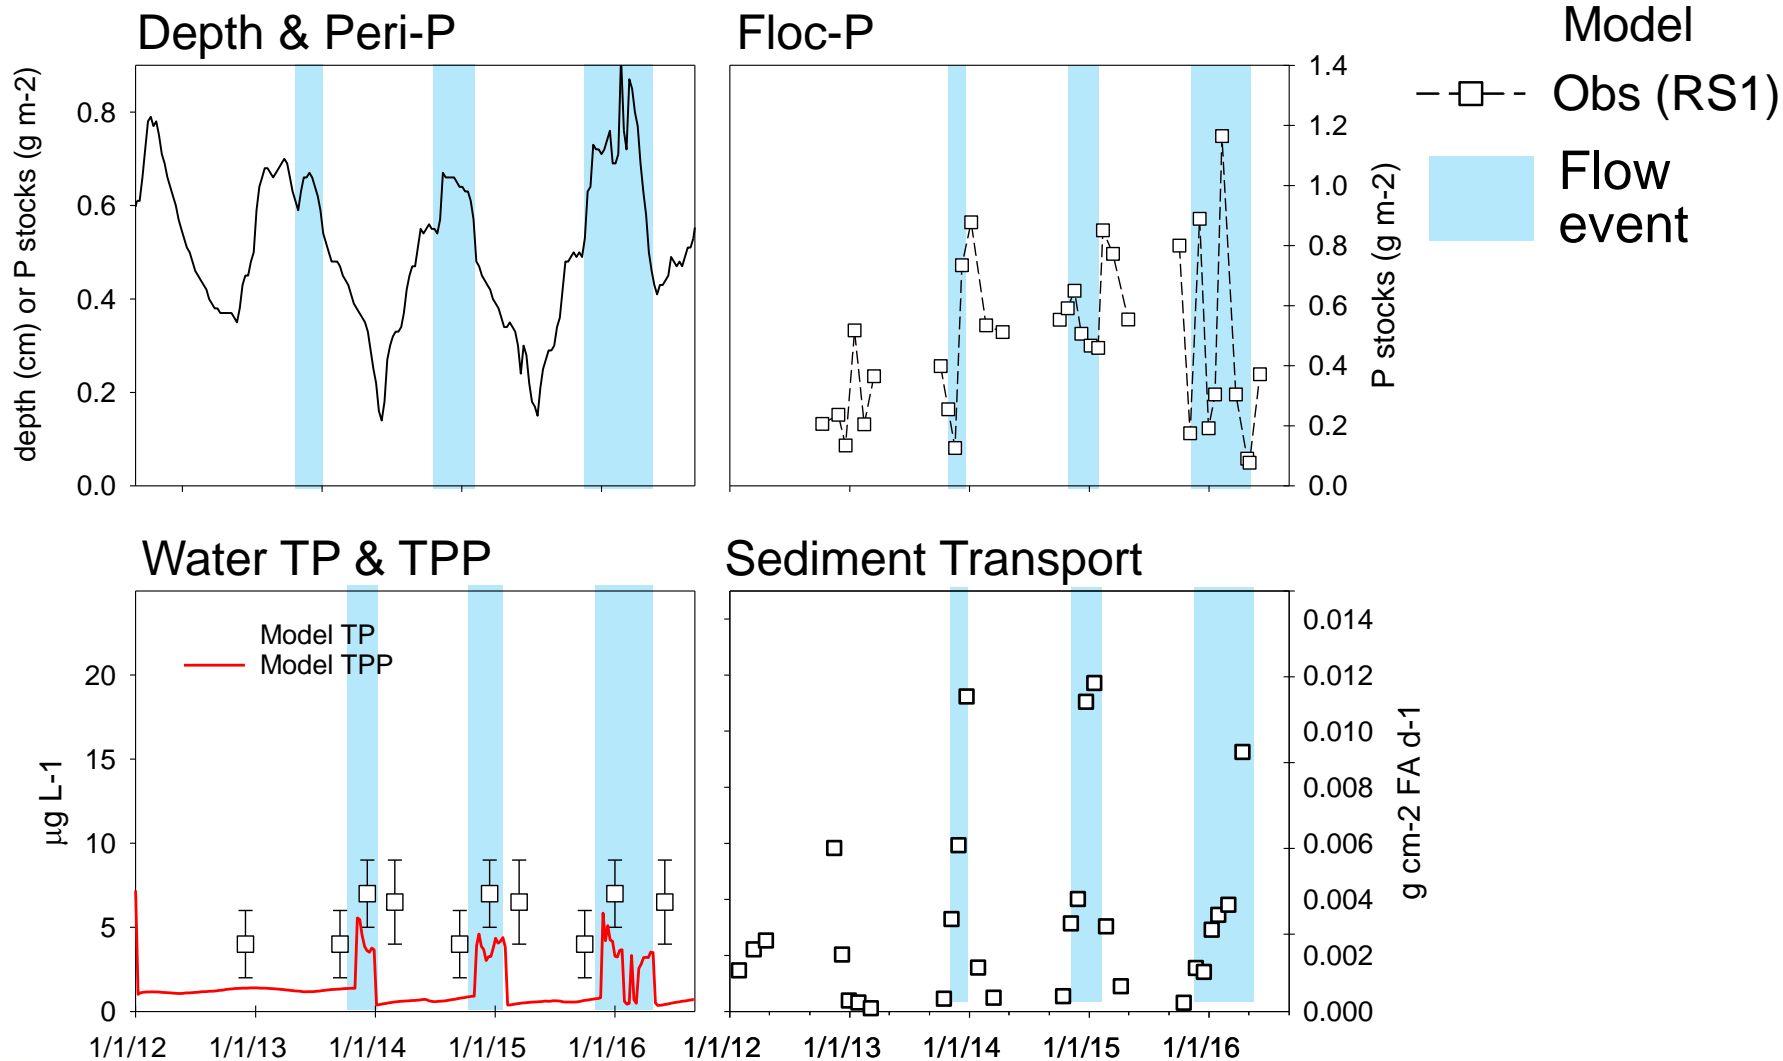 Depth & Peri-P
Floc-P
Model
Obs (RS1)
Flow
event
depth (cm) or P stocks (g m-2)
0.8
0.6
0.4
0.2
0.0
1.4
1.2
1.0
0.8
0.6
0.4
0.2
0.0
P stocks (g m-2)
Water TP & TPP
Sediment Transport
Model TP
Model TPP
µg L-1
20
15
10
5
0
0.014
0.012
0.010
0.008
0.006
0.004
0.002
0.000
g cm-2 FA d-1
1/1/12 1/1/13 1/1/14 1/1/15 1/1/16
1/1/12 1/1/13 1/1/14 1/1/15 1/1/16